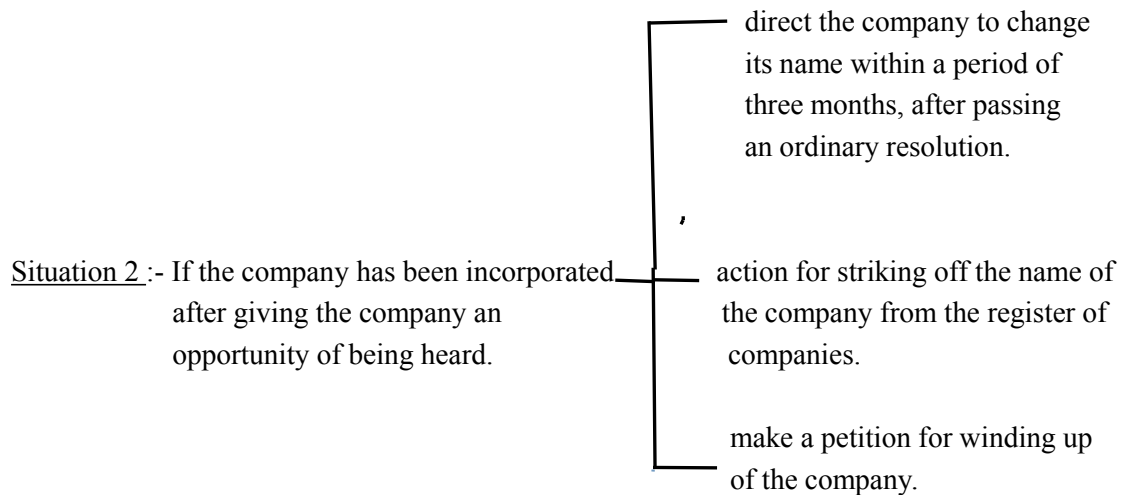 direct the company to change
its name within a period of
three months, after passing
an ordinary resolution.
Situation 2 :- If the company has been incorporated
after giving the company an
opportunity of being heard.
action for striking off the name of
the company from the register of
companies.
make a petition for winding up
of the company.